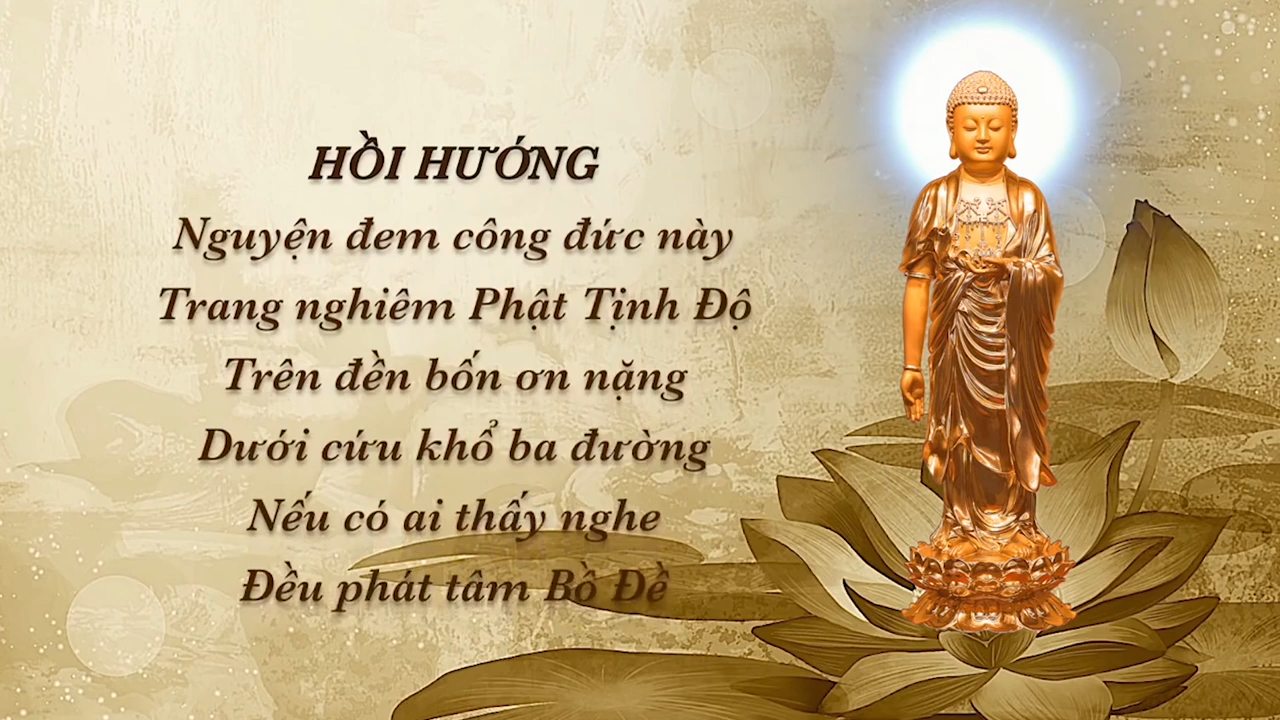 HỒI HƯỚNG
Nguyện đem công đức này
Trang nghiêm Phật Tịnh Độ
Trên đền bốn ơn nặng
Dưới cứu khổ ba đường
Nếu có ai thấy nghe
Đều phát tâm Bồ Đề